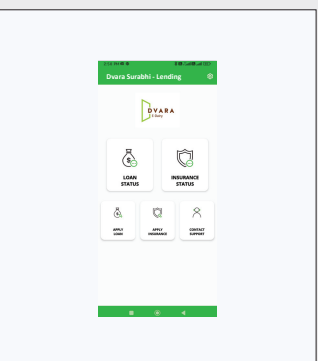 Dvara Surabhi - Lending
DVARA
E-Dairy
LOAN
STATUS
INSURANCE
STATUS
APPLY
LOAN
APPLY
INSURANCE
CONTACT
SUPPORT